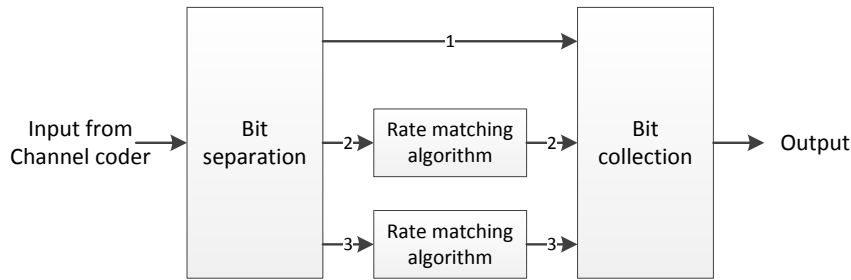 1
Input from
Channel coder
Bit
separation
2
Rate matching
algorithm
2
Bit
collection
Output
3
Rate matching
algorithm
3